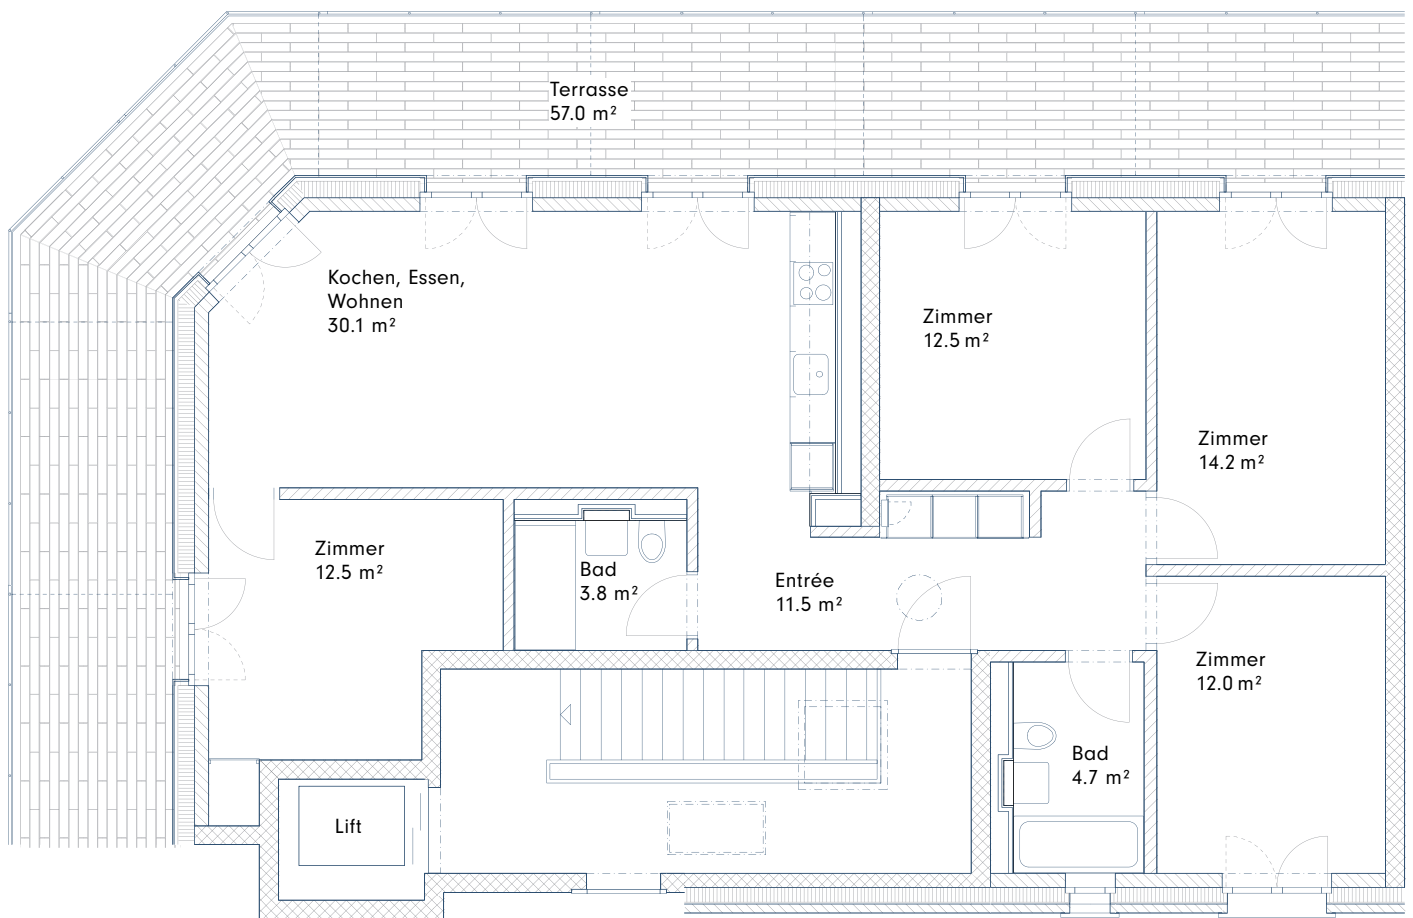 Terrasse
57.0 m²
Kochen, Essen,
Wohnen
30.1 m²
Zimmer
12.5 m²
Zimmer
14.2 m²
Zimmer
12.5 m²
Bad
3.8 m²
Entrée
11.5 m²
Zimmer
12.0 m²
Bad
4.7 m²
Lift